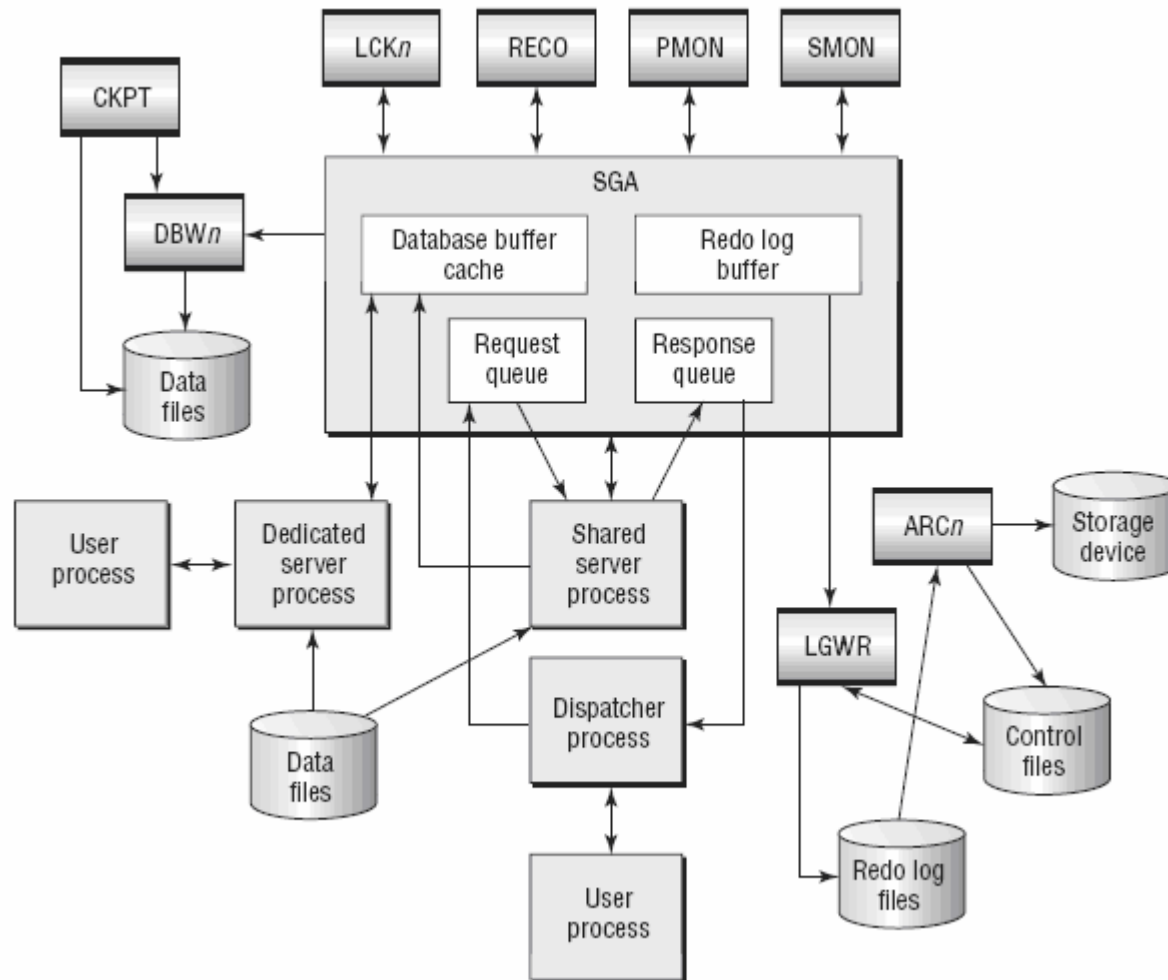 LCKn
RECO
PMON
SMON
CKPT
SGA
DBWn
Database buffer
cache
Redo log
buffer
Request
queue
Response
queue
Data
files
User
process
Dedicated
server
process
Shared
server
process
ARCn
Storage
device
LGWR
Dispatcher
process
Control
files
Data
files
Redo log
files
User
process